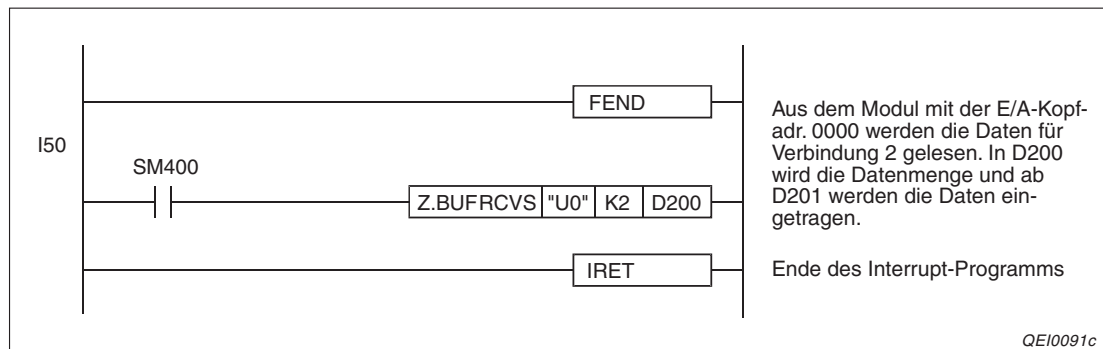 FEND
Aus dem Modul mit der E/A-Kopf-
adr. 0000 werden die Daten für
Verbindung 2 gelesen. In D200
wird die Datenmenge und ab
D201 werden die Daten ein-
getragen.
I50
SM400
Z.BUFRCVS "U0" K2 D200
IRET
Ende des Interrupt-Programms
QEI0091c